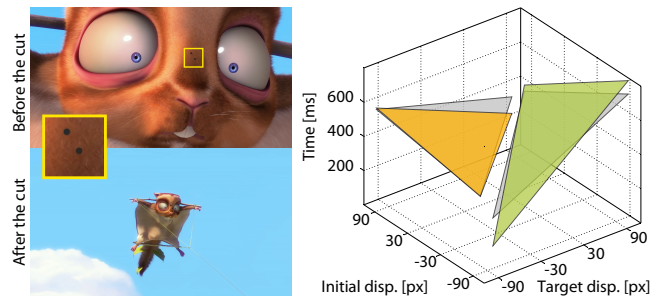 Before the cut
After the cut
Time [ms]
600
400
200
90
30
-30
-90
Initial disp. [px]
-90
-30
30
90
Target disp. [px]